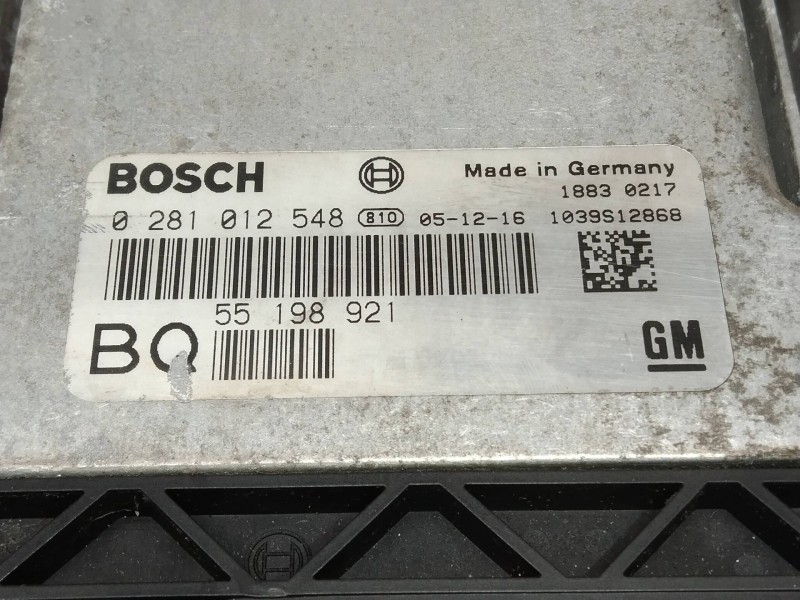 BOSCH Made in Germany
1883 0217
0 281 012 548 810 05-12-16 1039S12868
55 198 921
BQ
GM